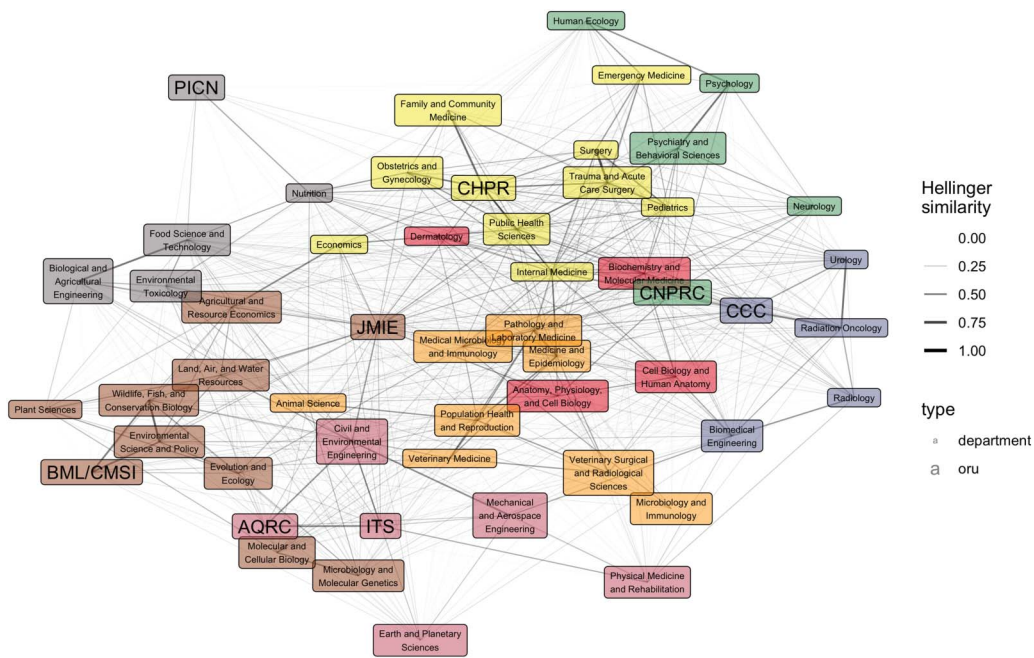 Human Ecology
Emergency Medicine
Psychology
PICN
Family and Community
Medicine
Psychiatry and
Behavioral Sciences
Surgery
Obstetrics and
Gynecology
CHPR
Trauma and Acute
Care Surgery
Nutrition
Pediatrics
Neurology
Public Health
Sciences
Food Science and
Technology
Economics
Dermatology
Urology
Biological and
Agricultural
Engineering
Environmental
Toxicology
Internal Medicine
Biochemistry and
Molecular Medicine
CNPRC
Agricultural and
Resource Economics
CCC
JMIE
Pathology and
Laboratory Medicine
Radiation Oncology
Medical Microbiology
and Immunology
Medicine and
Epidemiology
Land, Air, and Water
Resources
Cell Biology and
Human Anatomy
Wildlife, Fish, and
Conservation Biology
Anatomy, Physiology,
and Cell Biology
Radiology
Plant Sciences
Animal Science
Population Health
and Reproduction
Environmental
Science and Policy
Civil and
Environmental
Engineering
Biomedical
Engineering
BML/CMSI
Evolution and
Ecology
Veterinary Medicine
Veterinary Surgical
and Radiological
Sciences
Mechanical
and Aerospace
Engineering
Microbiology and
Immunology
AQRC
ITS
Molecular and
Cellular Biology
Microbiology and
Molecular Genetics
Physical Medicine
and Rehabilitation
Earth and Planetary
Sciences
Hellinger
similarity
0.00
0.25
0.50
0.75
1.00
type
a department
a oru